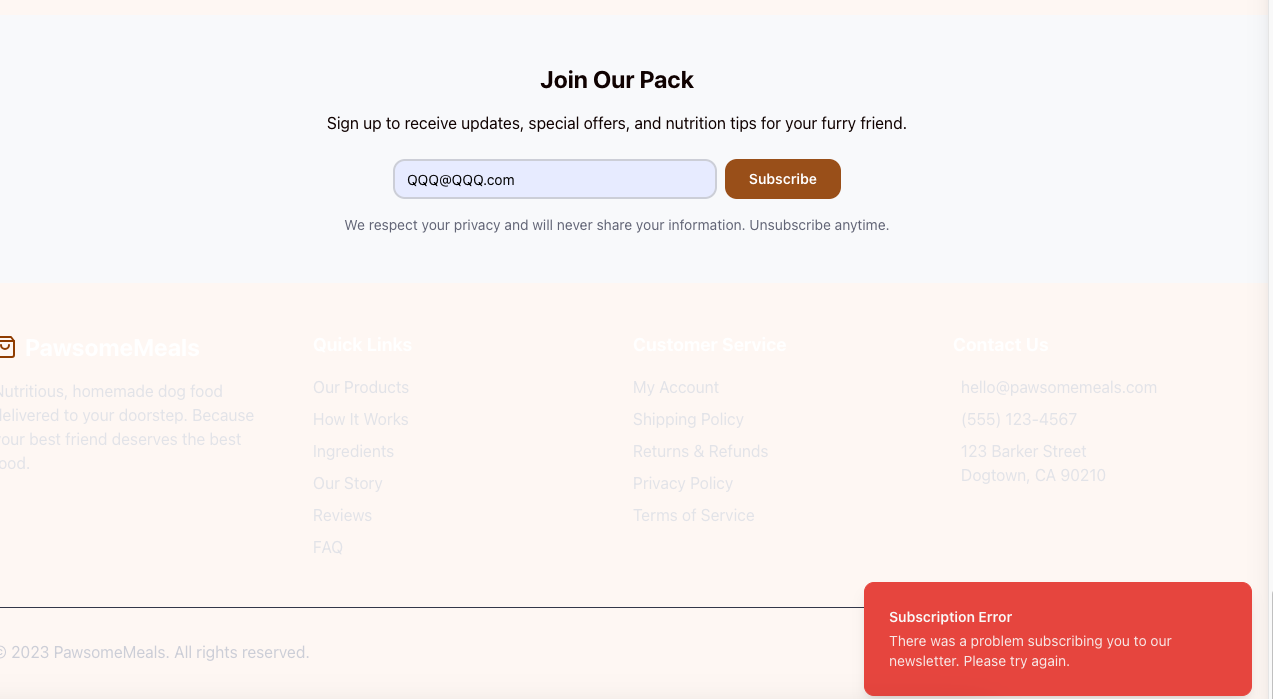 Join Our Pack
Sign up to receive updates, special offers, and nutrition tips for your furry friend.
QQQ@QQQ.com
Subscribe
We respect your privacy and will never share your information. Unsubscribe anytime.
PawsomeMeals
Nutritious, homemade dog food
delivered to your doorstep. Because
your best friend deserves the best
food.
Quick Links
Our Products
How It Works
Ingredients
Our Story
Reviews
FAQ
Customer Service
My Account
Shipping Policy
Returns & Refunds
Privacy Policy
Terms of Service
Contact Us
hello@pawsomemeals.com
(555) 123-4567
123 Barker Street
Dogtown, CA 90210
© 2023 PawsomeMeals. All rights reserved.
Subscription Error
There was a problem subscribing you to our
newsletter. Please try again.